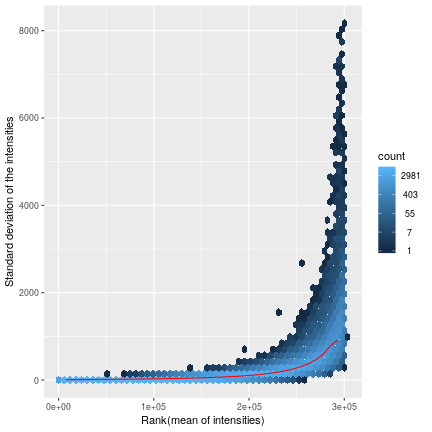 8000
6000
4000
2000
0
Standard deviation of the intensities
0e+00
1e+05
2e+05
3e+05
Rank(mean of intensities)
count
2981
403
55
7
1